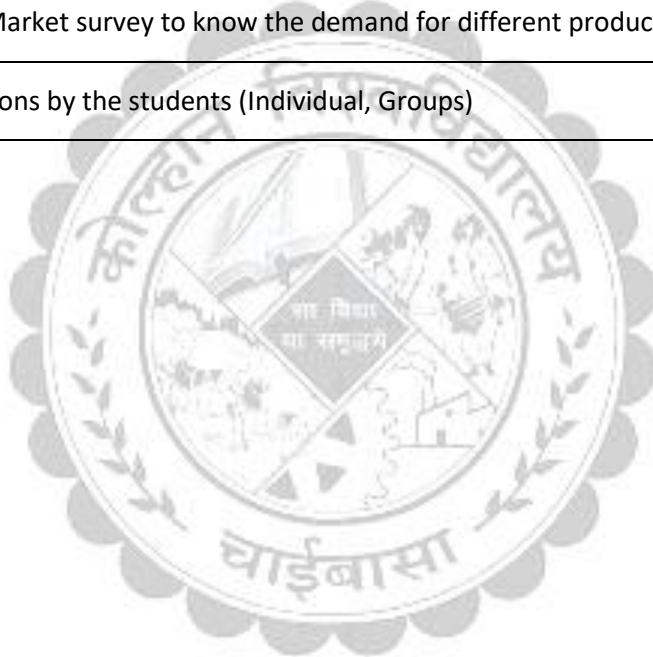 Market survey to know the demand for different produc
ons by the students (Individual, Groups)
कोल्हान विश्वविद्यालय
सा विद्या
या
चाईबासा